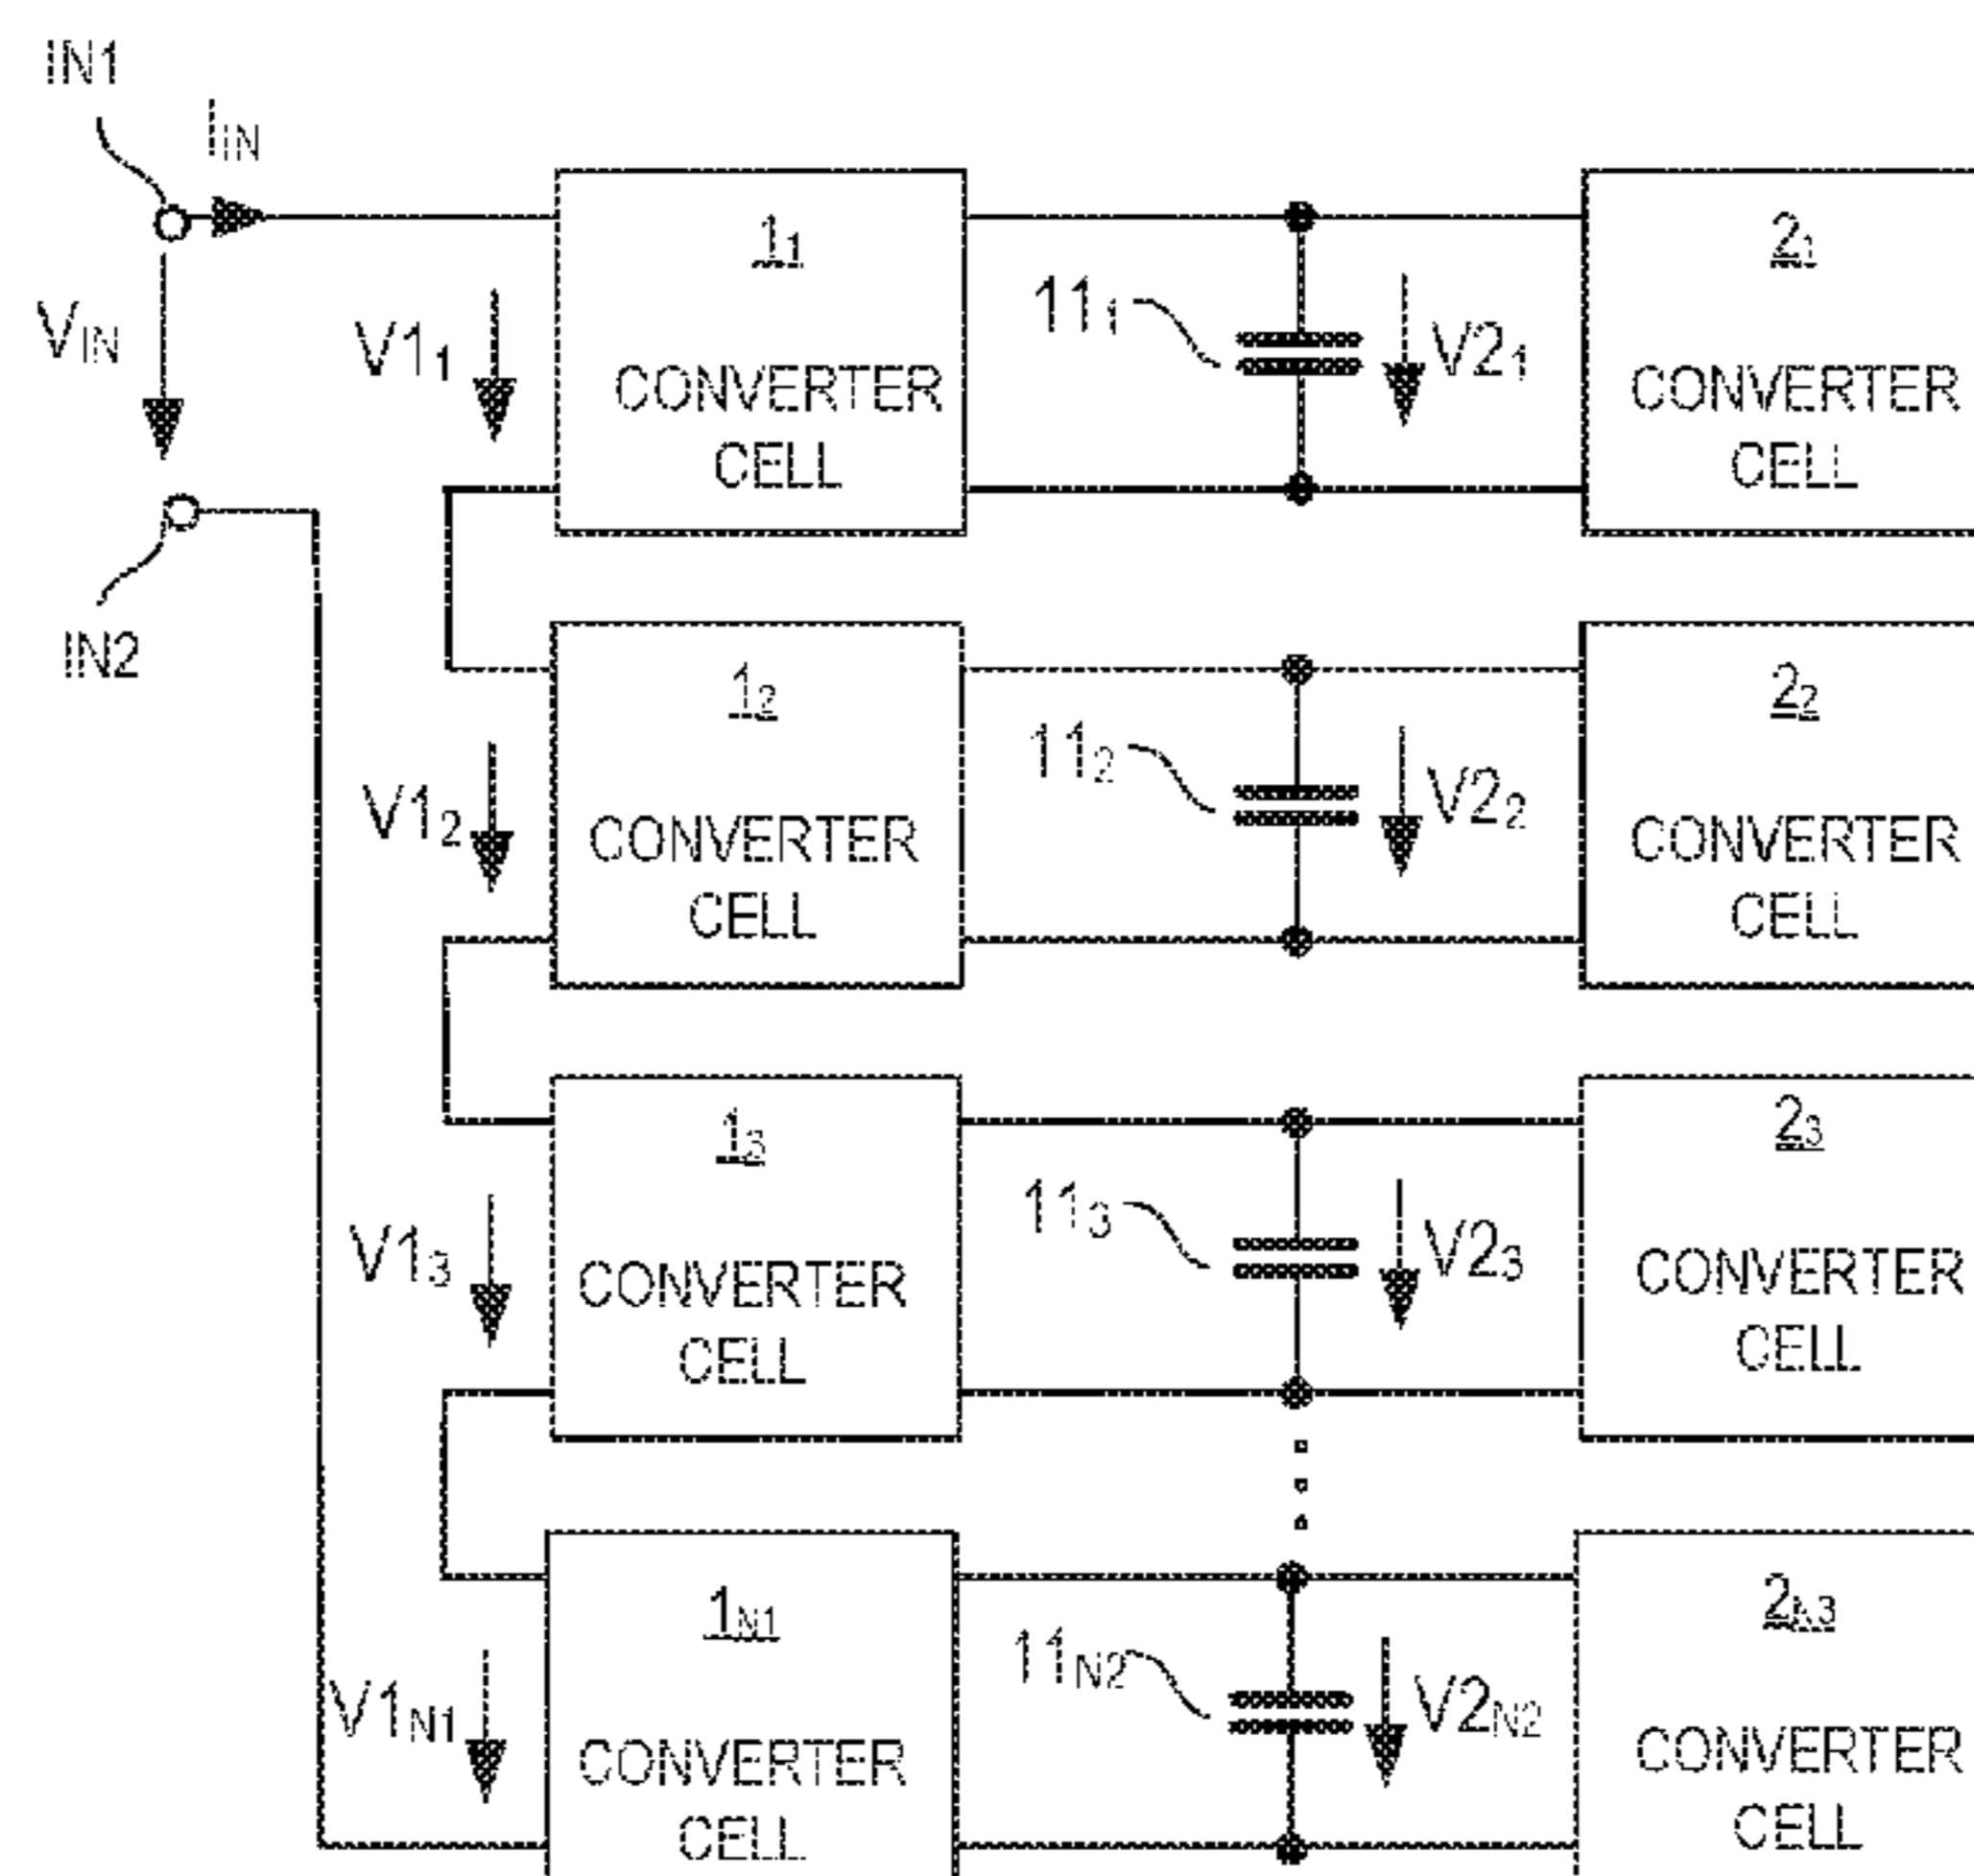 IN1
IIN
VIN
IN2
11
CONVERTER
CELL
V11
111
V21
21
CONVERTER
CELL
12
CONVERTER
CELL
V12
112
V22
22
CONVERTER
CELL
13
CONVERTER
CELL
V13
113
V23
23
CONVERTER
CELL
1N1
CONVERTER
CELL
V1N1
11N2
V2N2
2N3
CONVERTER
CELL